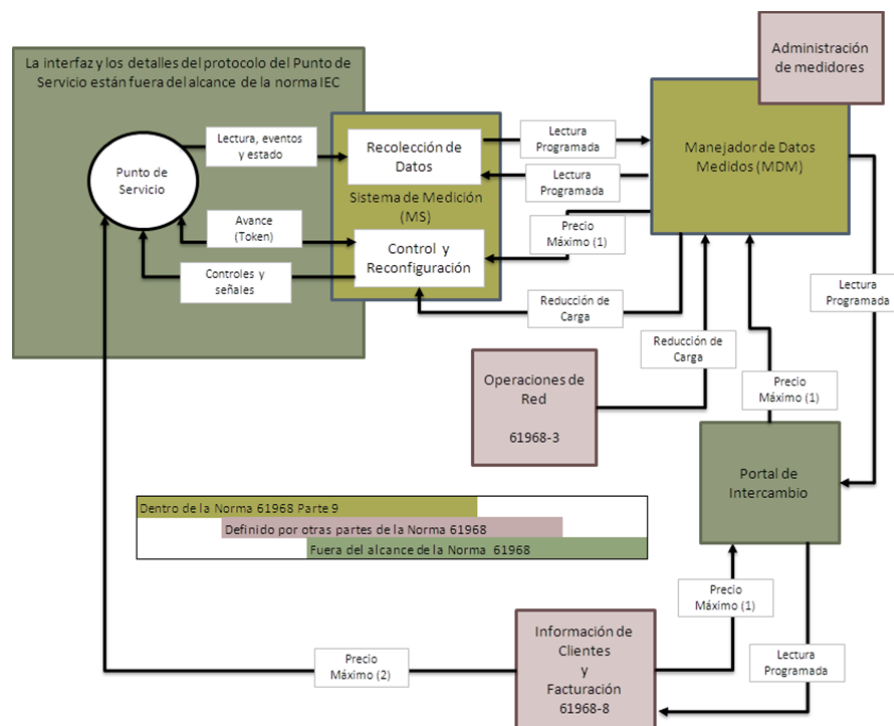 La interfaz y los detalles del protocolo del Punto de
Servicio están fuera del alcance de la norma IEC
Administración
de medidores
Lectura, eventos
y estado
Punto de
Servicio
Recolección de
Datos
Lectura
Programada
Lectura
Programada
Manejador de Datos
Medidos (MDM)
Sistema de Medición
(MS)
Avance
(Token)
Control y
Reconfiguración
Precio
Máximo (1)
Controles y
señales
Reducción de
Carga
Lectura
Programada
Reducción de
Carga
Operaciones de
Red
61968-3
Precio
Máximo (1)
Portal de
Intercambio
Dentro de la Norma 61968 Parte 9
Definido por otras partes de la Norma 61968
Fuera del alcance de la Norma 61968
Precio
Máximo (1)
Información de
Clientes
y
Facturación
61968-8
Precio
Máximo (2)
Lectura
Programada